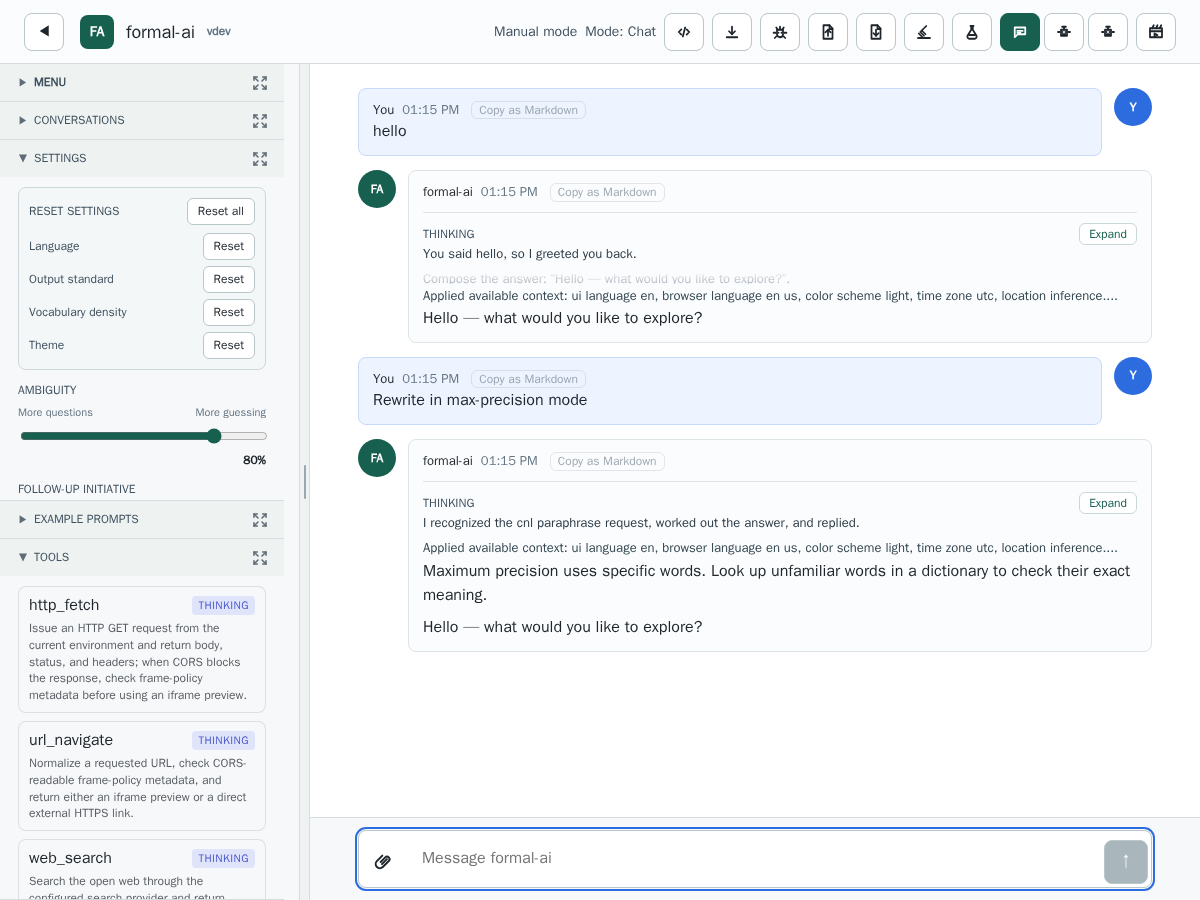 FA formal-ai vdev
Manual mode Mode: Chat
MENU
CONVERSATIONS
SETTINGS
RESET SETTINGS Reset all
Language Reset
Output standard Reset
Vocabulary density Reset
Theme Reset
AMBIGUITY
More questions More guessing
80%
FOLLOW-UP INITIATIVE
EXAMPLE PROMPTS
TOOLS
http_fetch THINKING
Issue an HTTP GET request from the
current environment and return body,
status, and headers; when CORS blocks
the response, check frame-policy
metadata before using an iframe preview.
url_navigate THINKING
Normalize a requested URL, check CORS-
readable frame-policy metadata, and
return either an iframe preview or a direct
external HTTPS link.
web_search THINKING
Search the open web through the
configured search provider and return
You 01:15 PM Copy as Markdown
hello
Y
FA
formal-ai 01:15 PM Copy as Markdown
THINKING Expand
You said hello, so I greeted you back.
Compose the answer: "Hello — what would you like to explore?".
Applied available context: ui language en, browser language en us, color scheme light, time zone utc, location inference....
Hello — what would you like to explore?
You 01:15 PM Copy as Markdown
Rewrite in max-precision mode
Y
FA
formal-ai 01:15 PM Copy as Markdown
THINKING Expand
I recognized the cnl paraphrase request, worked out the answer, and replied.
Applied available context: ui language en, browser language en us, color scheme light, time zone utc, location inference....
Maximum precision uses specific words. Look up unfamiliar words in a dictionary to check their exact
meaning.
Hello — what would you like to explore?
Message formal-ai